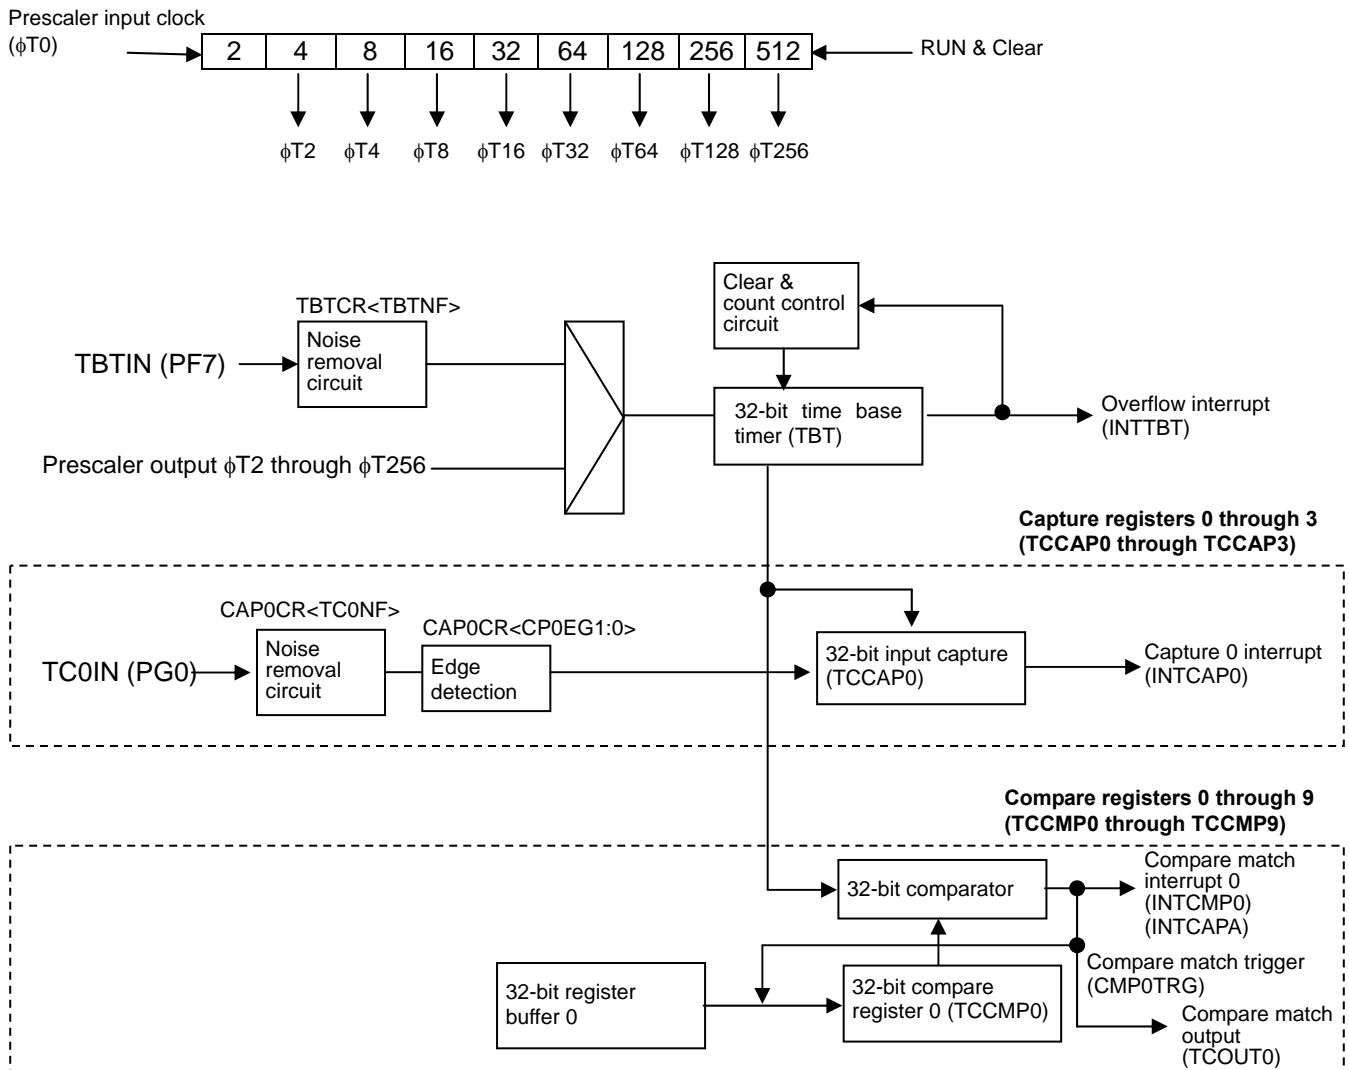 Prescaler input clock
(ϕT0)
2 4 8 16 32 64 128 256 512
RUN & Clear
ϕT2 ϕT4 ϕT8 ϕT16 ϕT32 ϕT64 ϕT128 ϕT256
TBTCR<TBTNF>
Noise
removal
circuit
TBTIN (PF7)
Prescaler output ϕT2 through ϕT256
Clear &
count control
circuit
32-bit time base
timer (TBT)
Overflow interrupt
(INTTBT)
Capture registers 0 through 3
(TCCAP0 through TCCAP3)
CAP0CR<TC0NF>
CAP0CR<CP0EG1:0>
TC0IN (PG0)
Noise
removal
circuit
Edge
detection
32-bit input capture
(TCCAP0)
Capture 0 interrupt
(INTCAP0)
Compare registers 0 through 9
(TCCMP0 through TCCMP9)
32-bit comparator
Compare match
interrupt 0
(INTCMP0)
(INTCAPA)
Compare match trigger
(CMP0TRG)
32-bit register
buffer 0
32-bit compare
register 0 (TCCMP0)
Compare match
output
(TCOUT0)